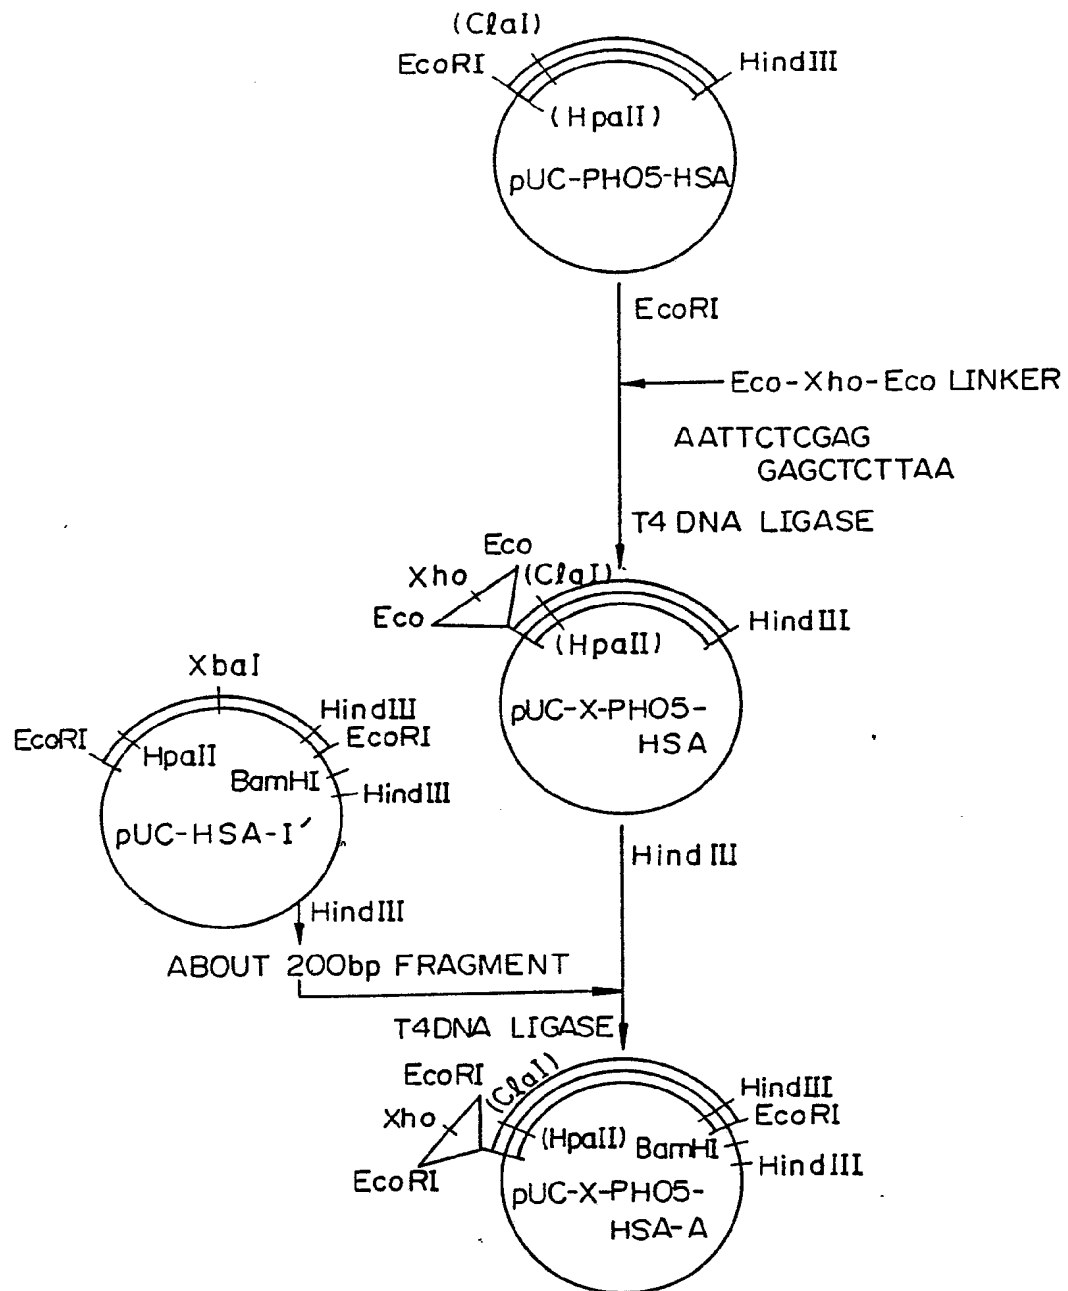 (ClaI)
EcoRI
HindIII
(HpaII)
pUC-PHO5-HSA
EcoRI
Eco-Xho-Eco LINKER
AATTCTCGAG
GAGCTCTTAA
T4 DNA LIGASE
Eco
Xho
(ClaI)
Eco
HindIII
(HpaII)
pUC-X-PHO5-
HSA
XbaI
HindIII
EcoRI
EcoRI
HpaII
BamHI
HindIII
pUC-HSA-I′
HindIII
HindIII
ABOUT 200bp FRAGMENT
T4DNA LIGASE
EcoRI
(ClaI)
Xho
HindIII
EcoRI
(HpaII)
BamHI
HindIII
EcoRI
pUC-X-PHO5-
HSA-A